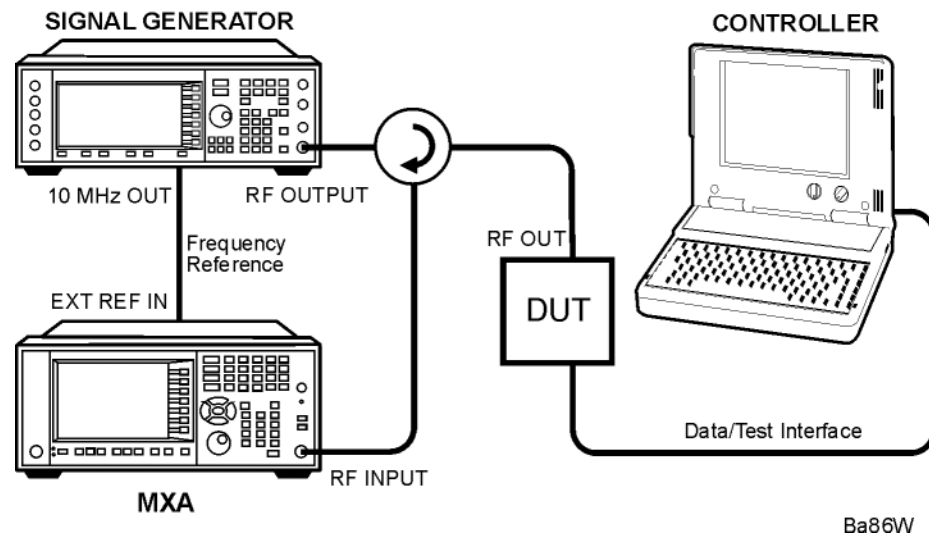 SIGNAL GENERATOR
CONTROLLER
10 MHz OUT
RF OUTPUT
Frequency
Reference
RF OUT
EXT REF IN
DUT
Data/Test Interface
RF INPUT
MXA
Ba86W